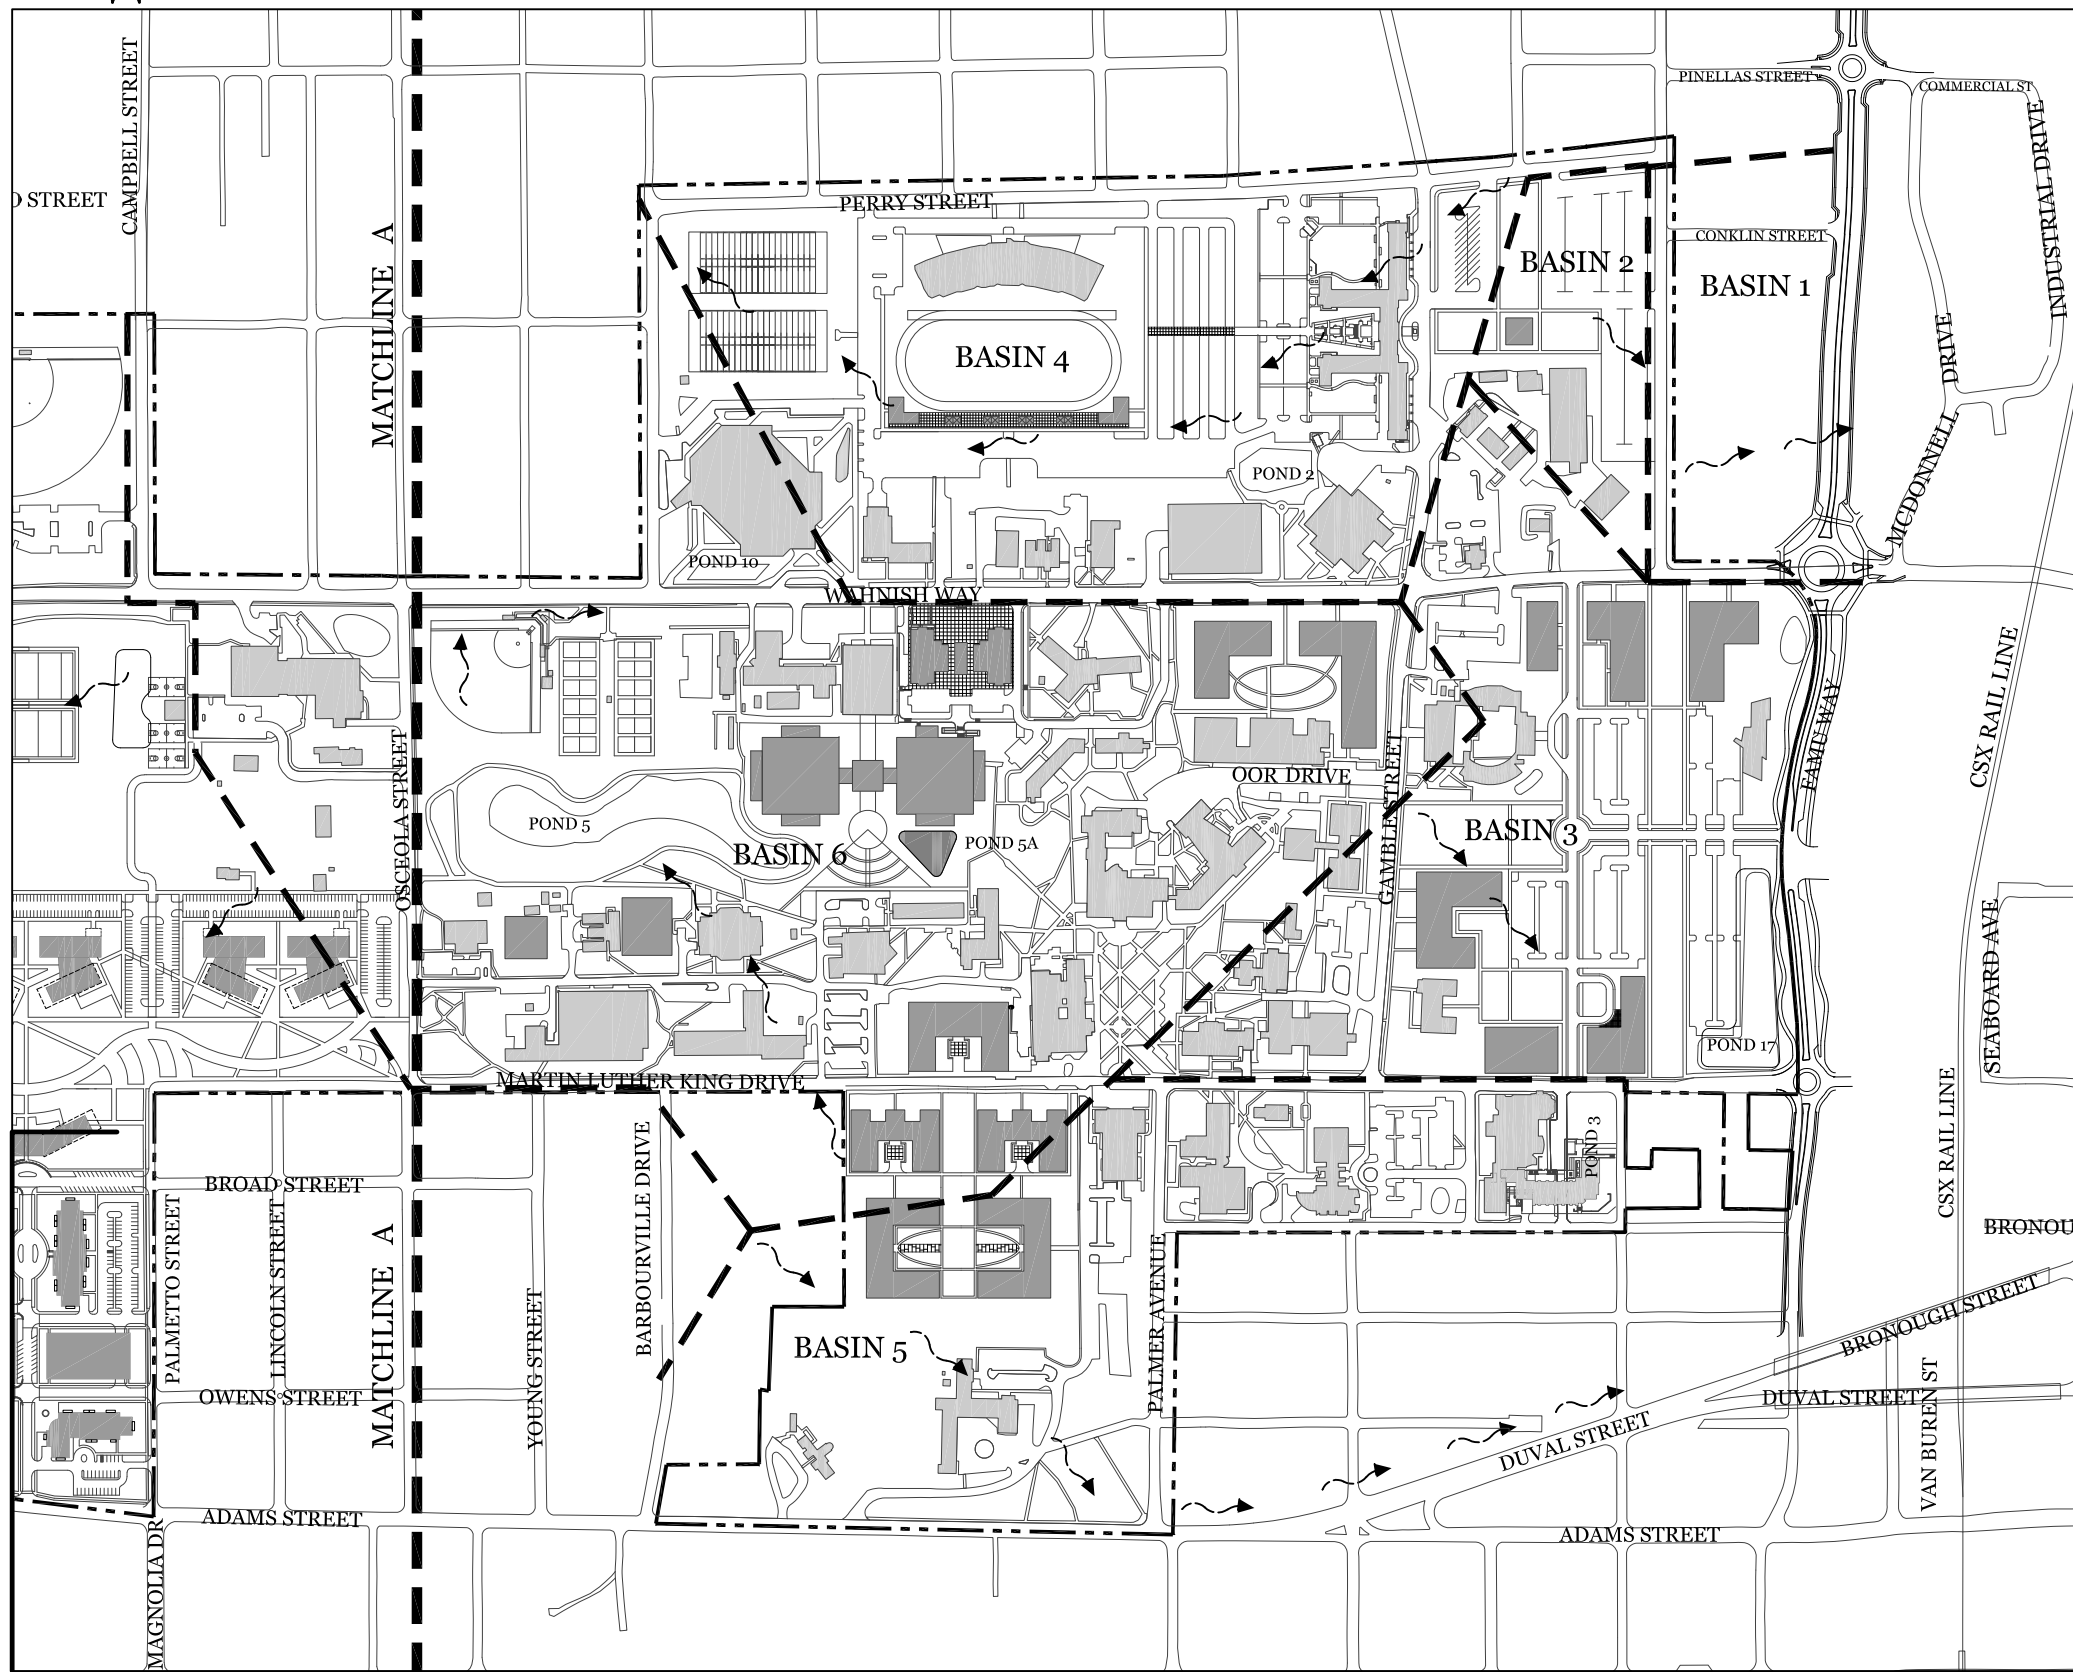 PINELLAS STREET
COMMERCIAL ST
INDUSTRIAL DRIVE
CAMPBELL STREET
O STREET
PERRY STREET
MATCHLINE A
CONKLIN STREET
BASIN 2
BASIN 1
BASIN 4
DRIVE
MCDONNELL
POND 2
POND 10
WAHNISH WAY
CSX RAIL LINE
FAMU WAY
OSCEOLA STREET
GAMBLE STREET
OOR DRIVE
POND 5
BASIN 6
POND 5A
BASIN 3
SEABOARD AVE
POND 17
MARTIN LUTHER KING DRIVE
CSX RAIL LINE
POND 3
BARBOURVILLE DRIVE
BROAD STREET
PALMETTO STREET
LINCOLN STREET
MATCHLINE A
YOUNG STREET
PALMER AVENUE
BRONOU
BRONOUGH STREET
BASIN 5
OWENS STREET
DUVAL STREET
VAN BUREN ST
DUVAL STREET
ADAMS STREET
ADAMS STREET
MAGNOLIA DR